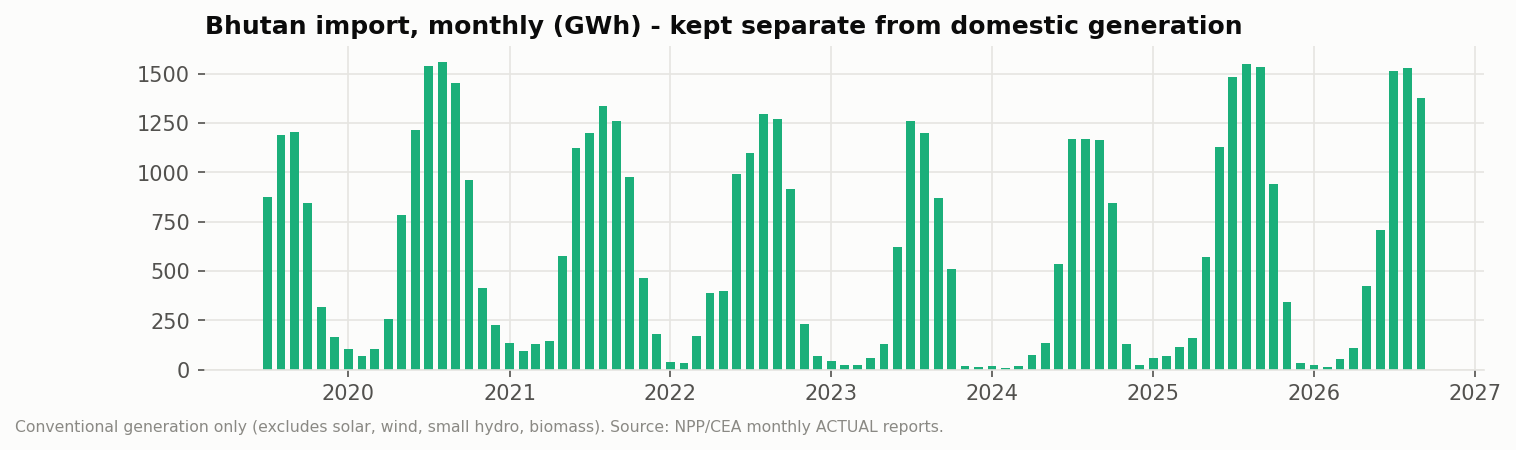 Bhutan import, monthly (GWh) - kept separate from domestic generation
1500
1250
1000
750
500
250
0
2020 2021 2022 2023 2024 2025 2026 2027
Conventional generation only (excludes solar, wind, small hydro, biomass). Source: NPP/CEA monthly ACTUAL reports.